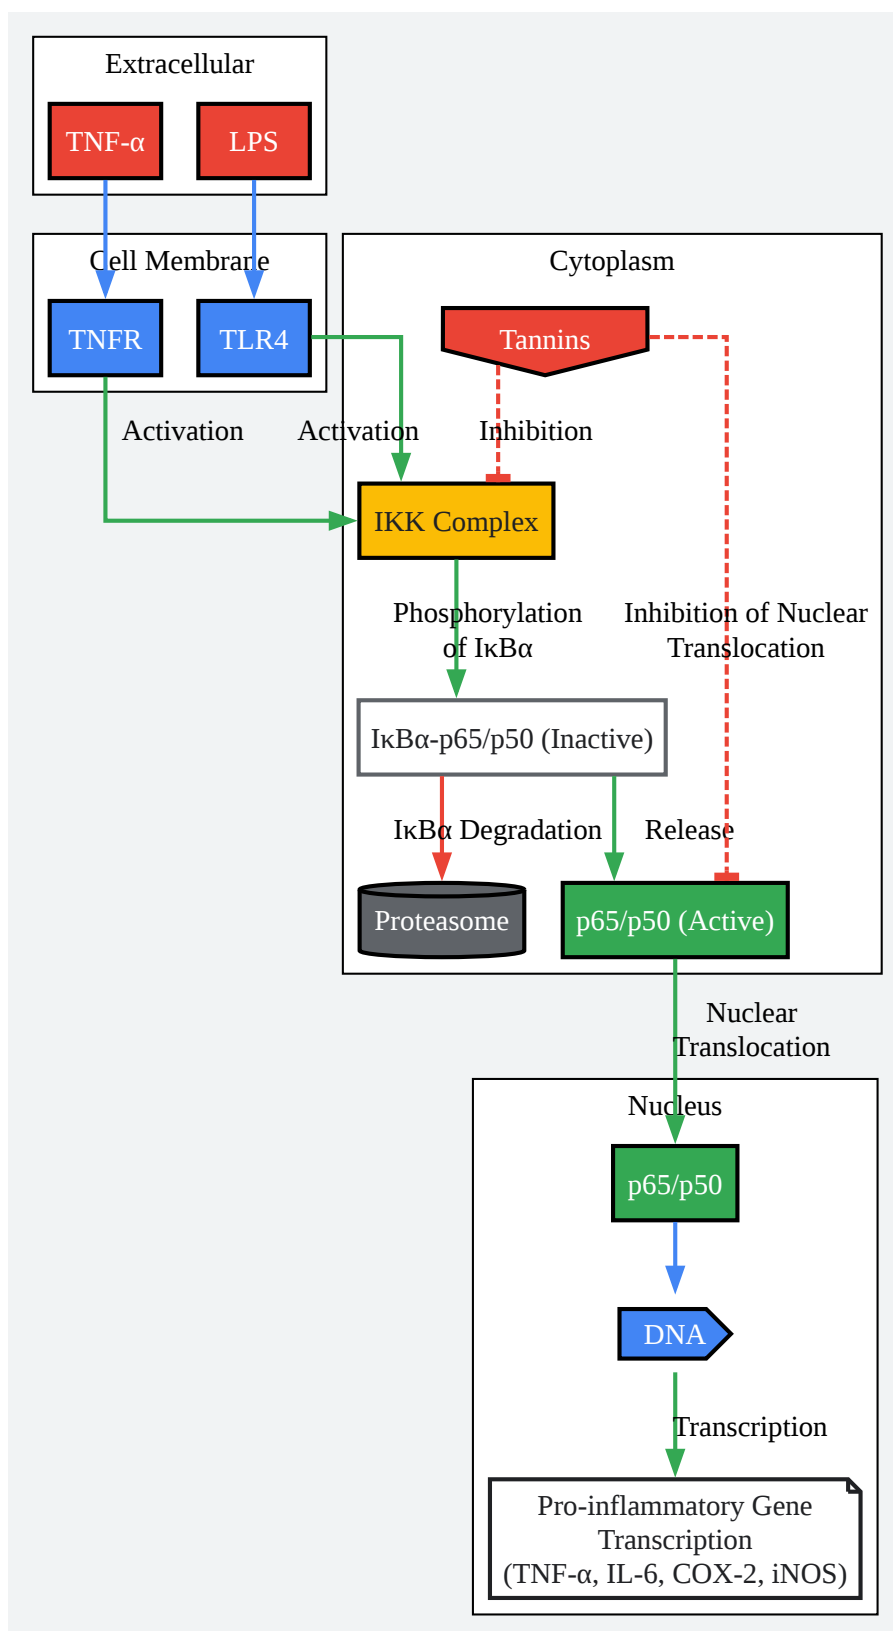 Extracellular
TNF-α
LPS
Cell Membrane
TNFR
TLR4
Cytoplasm
Tannins
Activation
Activation
Inhibition
IKK Complex
Phosphorylation
of IκBα
Inhibition of Nuclear
Translocation
IκBα-p65/p50 (Inactive)
IκBα Degradation
Release
Proteasome
p65/p50 (Active)
Nuclear
Translocation
Nucleus
p65/p50
DNA
Transcription
Pro-inflammatory Gene
Transcription
(TNF-α, IL-6, COX-2, iNOS)